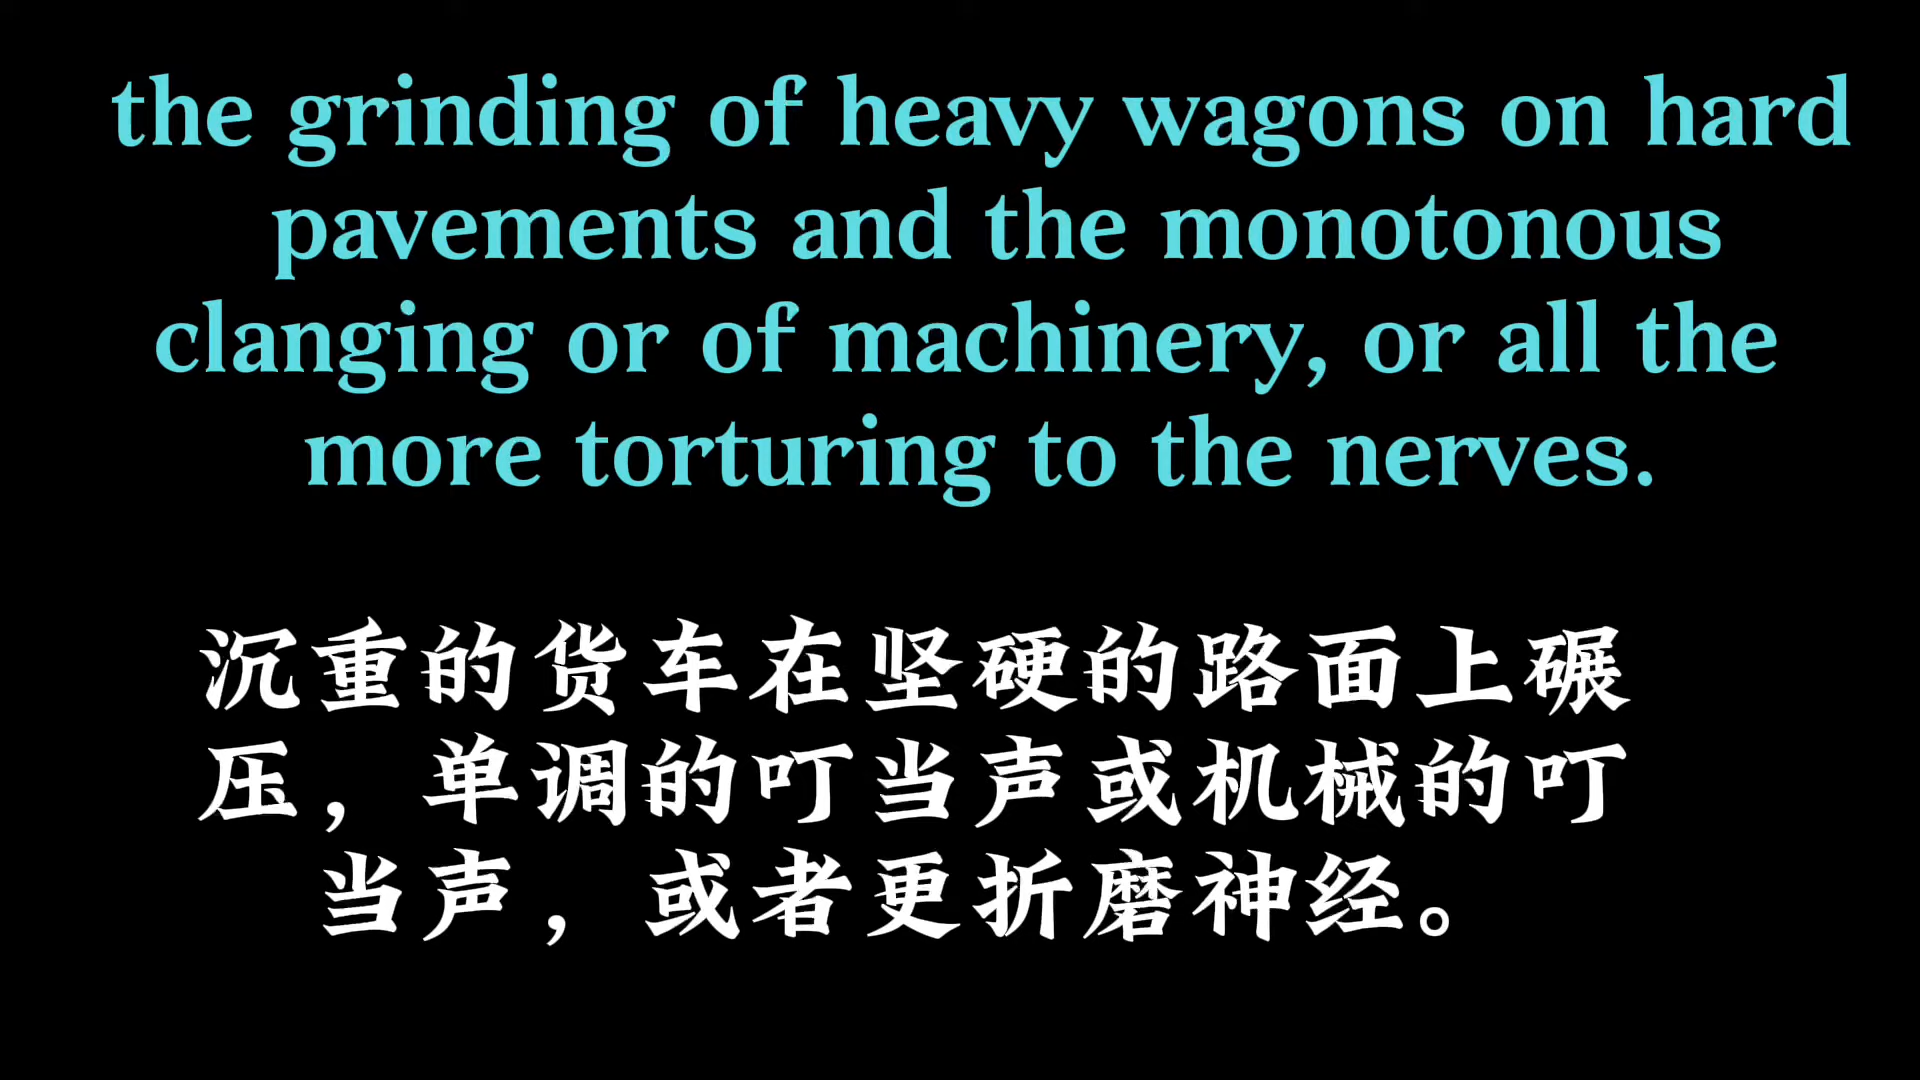 the grinding of heavy wagons on hard
pavements and the monotonous
clanging or of machinery, or all the
more torturing to the nerves.
沉重的货车在坚硬的路面上碾
压，单调的叮当声或机械的叮
当声，或者更折磨神经。